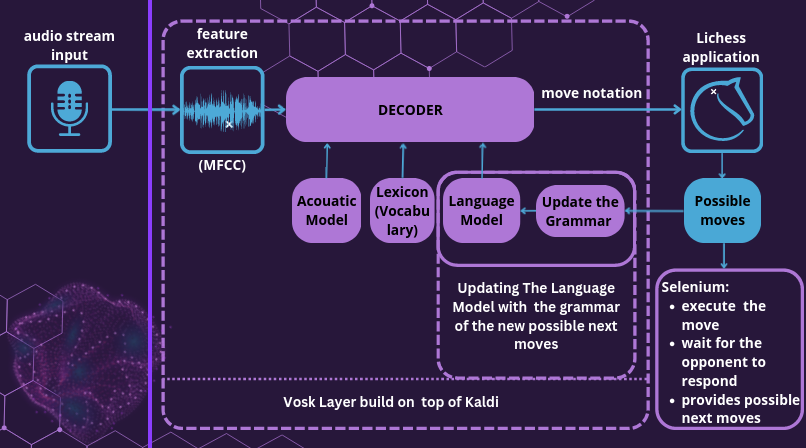 audio stream
input
feature
extraction
(MFCC)
DECODER
move notation
Lichess
application
Acouatic
Model
Lexicon
(Vocabu
lary)
Language
Model
Update the
Grammar
Possible
moves
Updating The Language
Model with the grammar
of the new possible next
moves
Selenium:
• execute the
move
• wait for the
opponent to
respond
• provides possible
next moves
Vosk Layer build on top of Kaldi